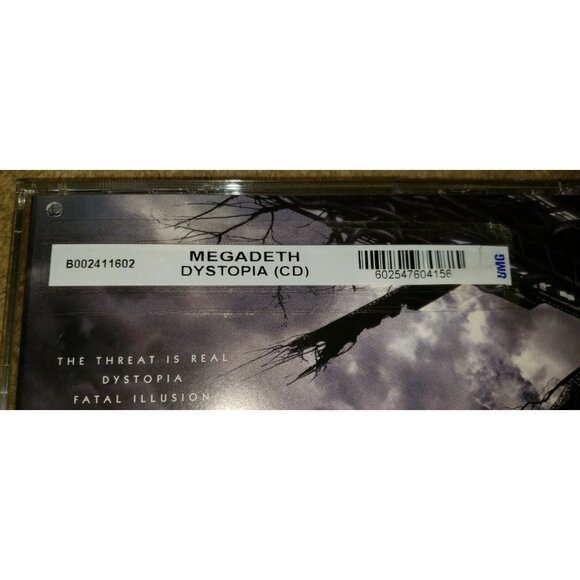 B002411602
MEGADETH
DYSTOPIA (CD)
602547604156
UMG
THE THREAT IS REAL
DYSTOPIA
FATAL ILLUSION